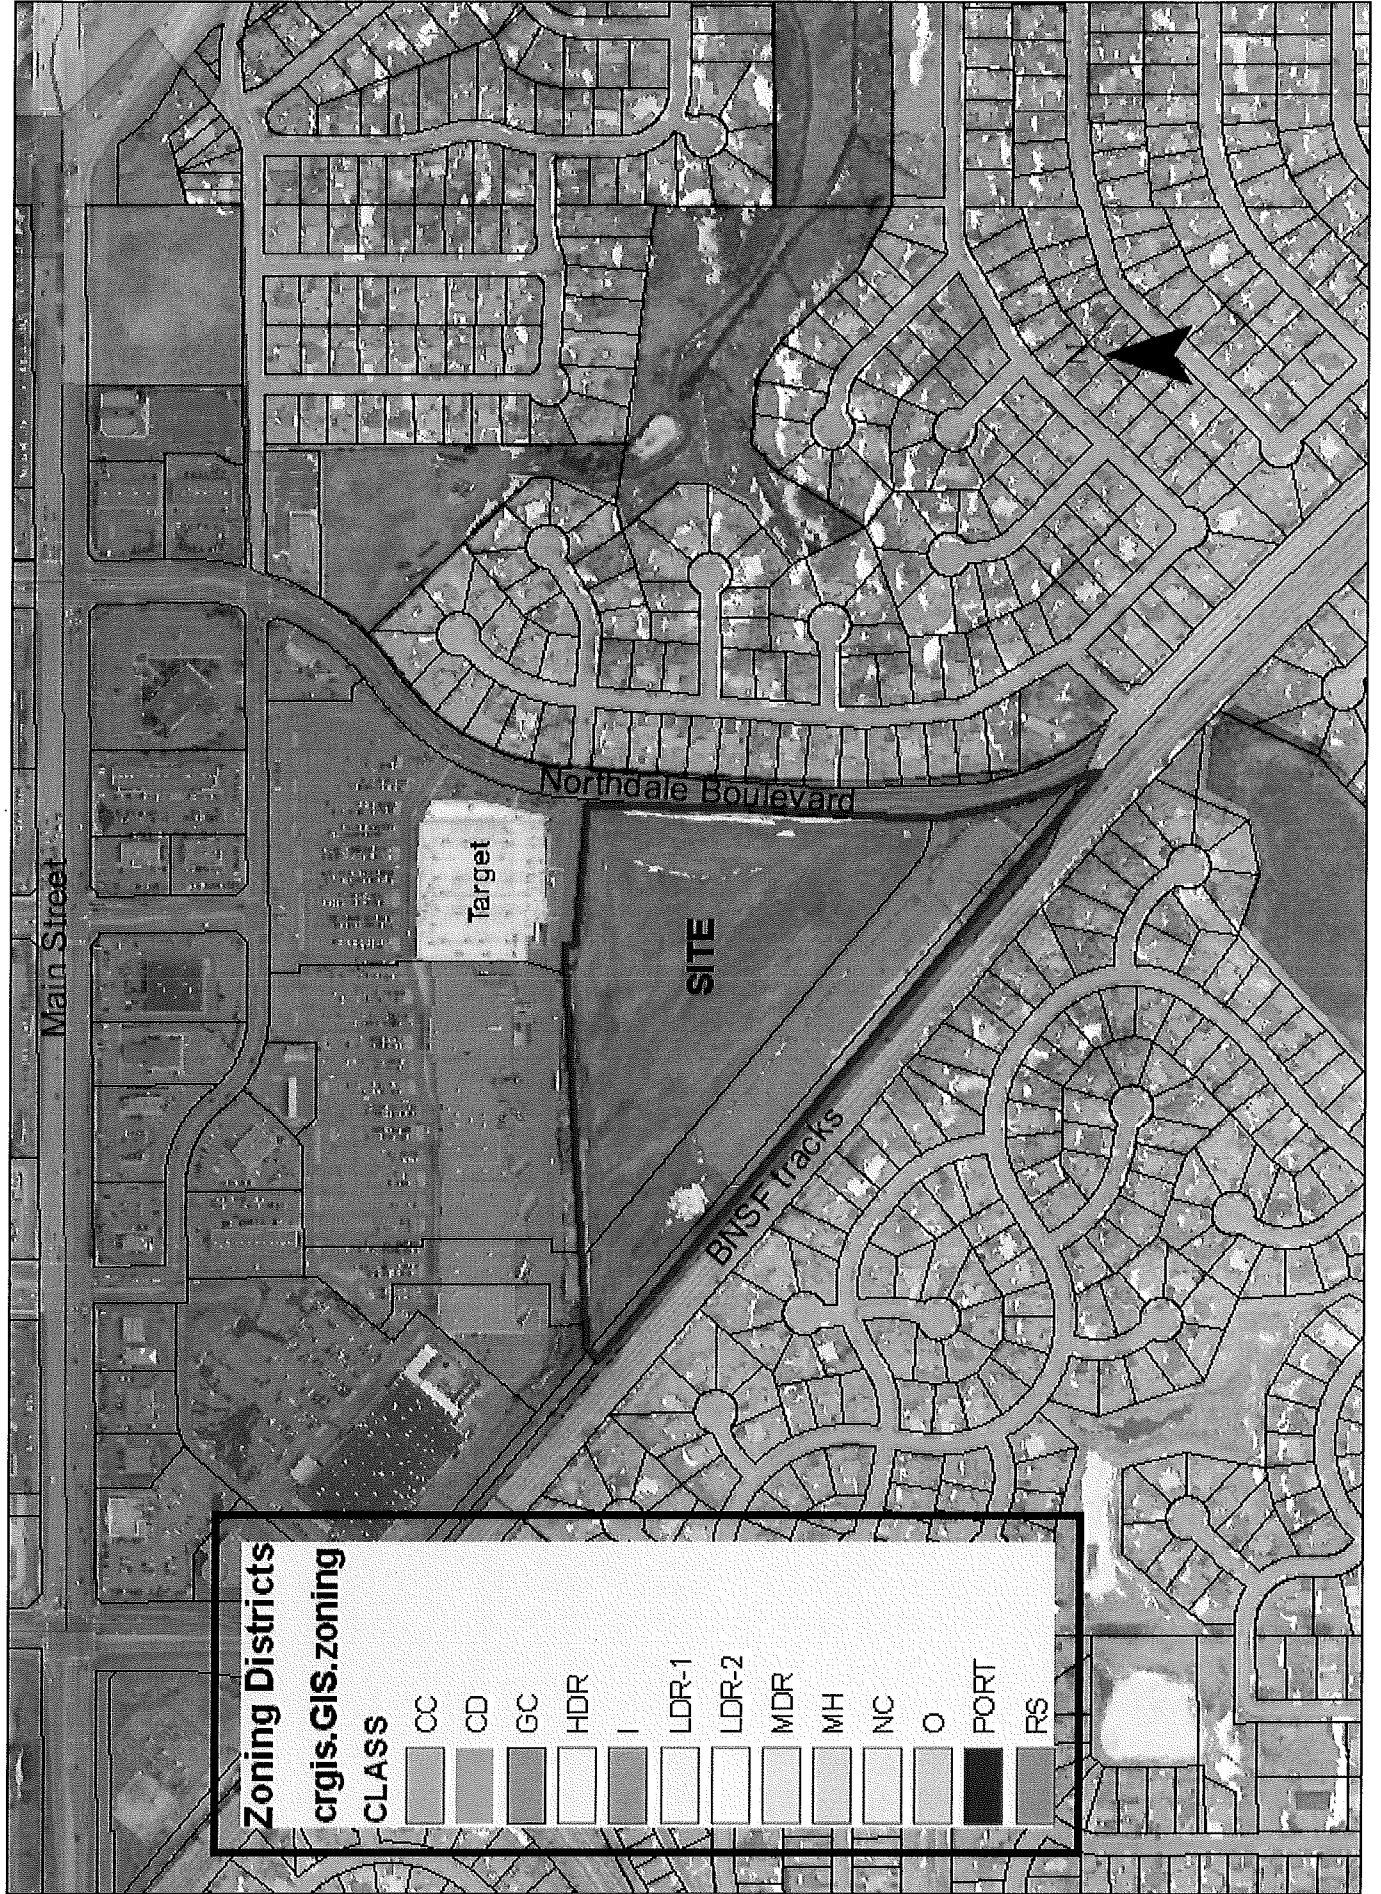 Main Street
Northdale Boulevard
Target
SITE
BNSF tracks
Zoning Districts
crgis.GIS.zoning
CLASS
CC
CD
GC
HDR
I
LDR-1
LDR-2
MDR
MH
NC
O
PORT
RS